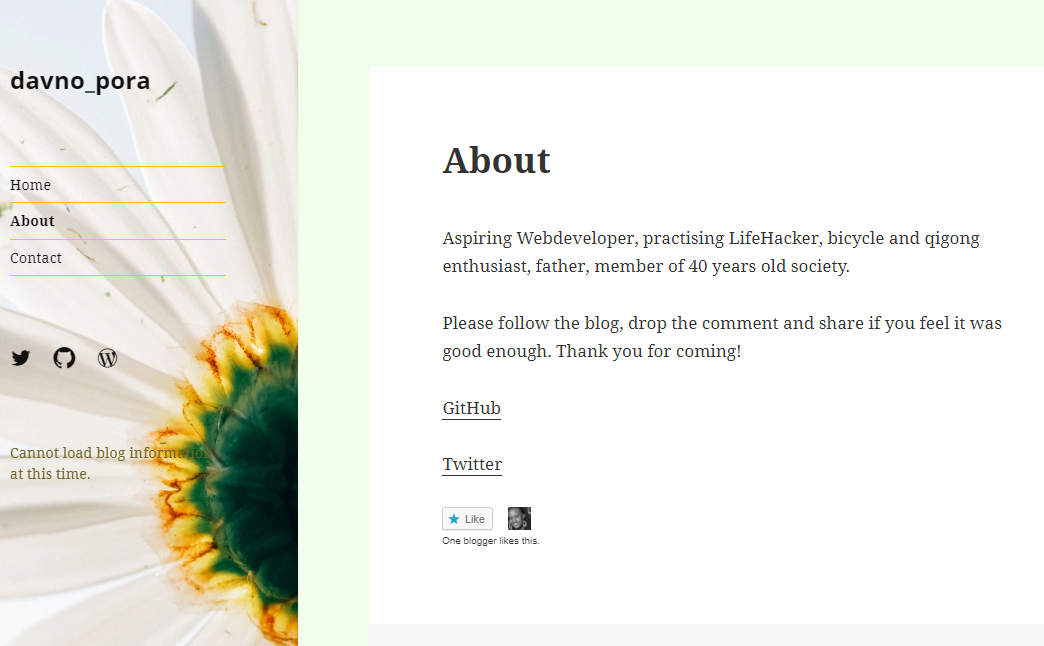 davno_pora
Home
About
Contact
Cannot load blog information
at this time.
About
Aspiring Webdeveloper, practising LifeHacker, bicycle and qigong
enthusiast, father, member of 40 years old society.
Please follow the blog, drop the comment and share if you feel it was
good enough. Thank you for coming!
GitHub
Twitter
Like
One blogger likes this.